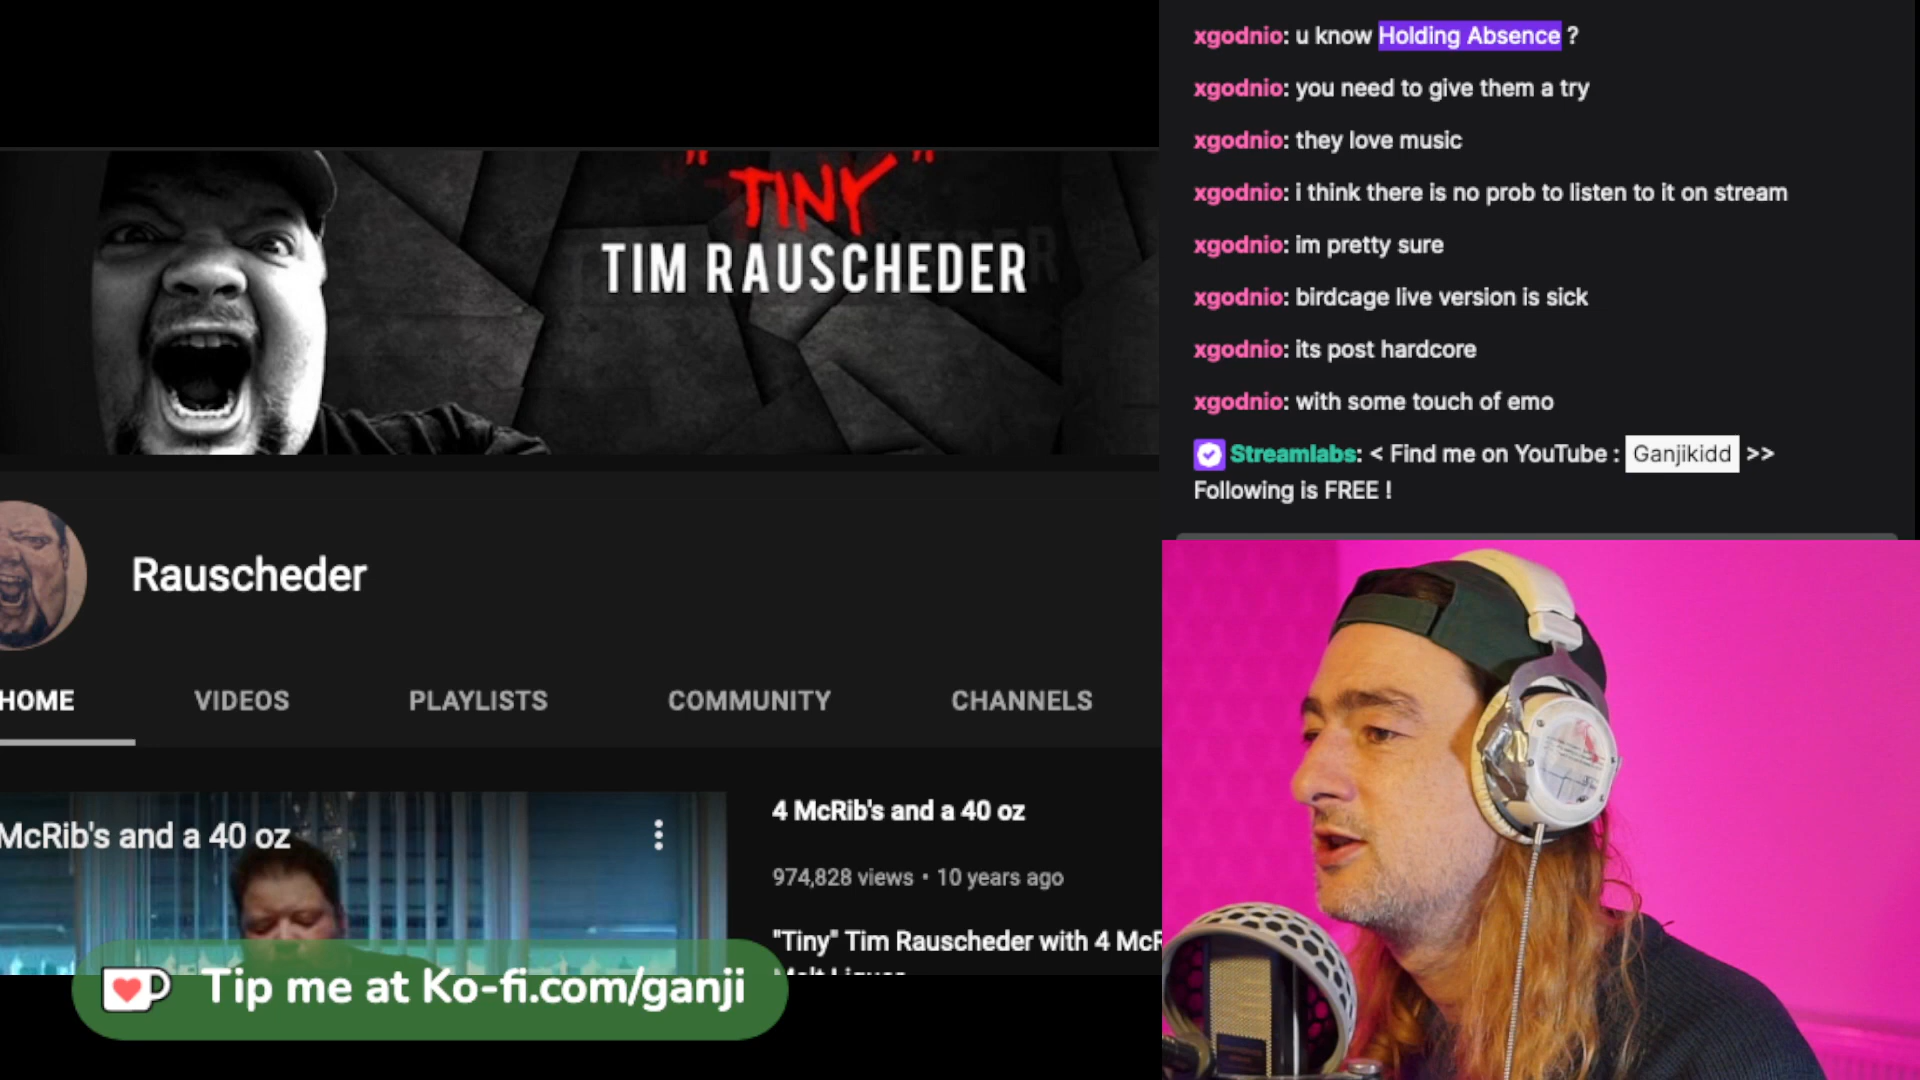 "TINY"
TIM RAUSCHEDER
Rauscheder
HOME VIDEOS PLAYLISTS COMMUNITY CHANNELS
McRib's and a 40 oz
4 McRib's and a 40 oz
974,828 views • 10 years ago
"Tiny" Tim Rauscheder with 4 McR
Malt Liquor
Tip me at Ko-fi.com/ganji
xgodnio: u know Holding Absence ?
xgodnio: you need to give them a try
xgodnio: they love music
xgodnio: i think there is no prob to listen to it on stream
xgodnio: im pretty sure
xgodnio: birdcage live version is sick
xgodnio: its post hardcore
xgodnio: with some touch of emo
Streamlabs: < Find me on YouTube : Ganjikidd >>
Following is FREE !